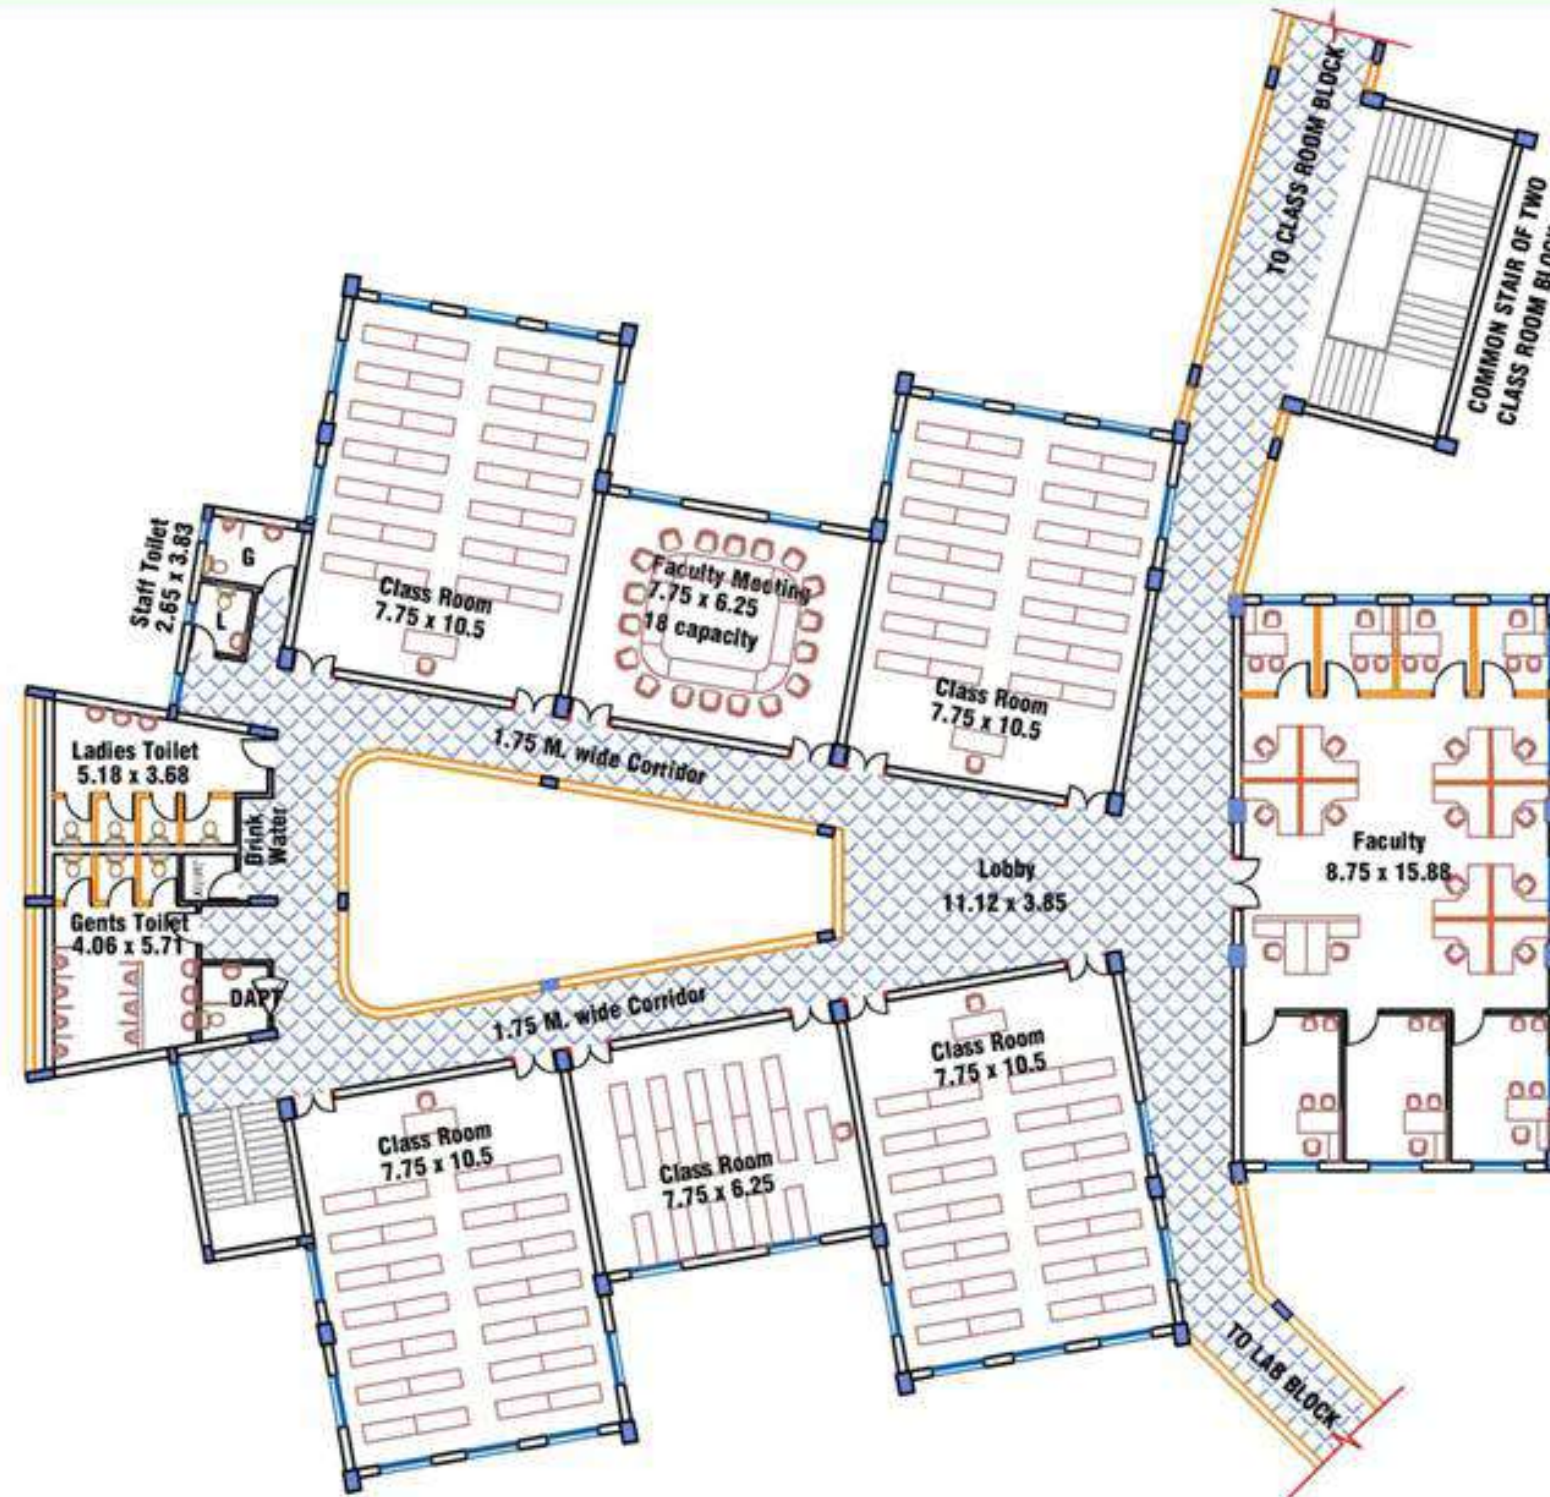 TO CLASS ROOM BLOCK
COMMON STAIR OF TWO
CLASS ROOM BLOCK
Staff Toilet
2.65 x 3.83
G
L
Class Room
7.75 x 10.5
Faculty Meeting
7.75 x 6.25
18 capacity
Class Room
7.75 x 10.5
Ladies Toilet
5.18 x 3.68
1.75 M. wide Corridor
Drink
Water
Lobby
11.12 x 3.85
Faculty
8.75 x 15.88
Gents Toilet
4.06 x 5.71
DAPT
1.75 M. wide Corridor
Class Room
7.75 x 10.5
Class Room
7.75 x 10.5
Class Room
7.75 x 6.25
TO LAB BLOCK